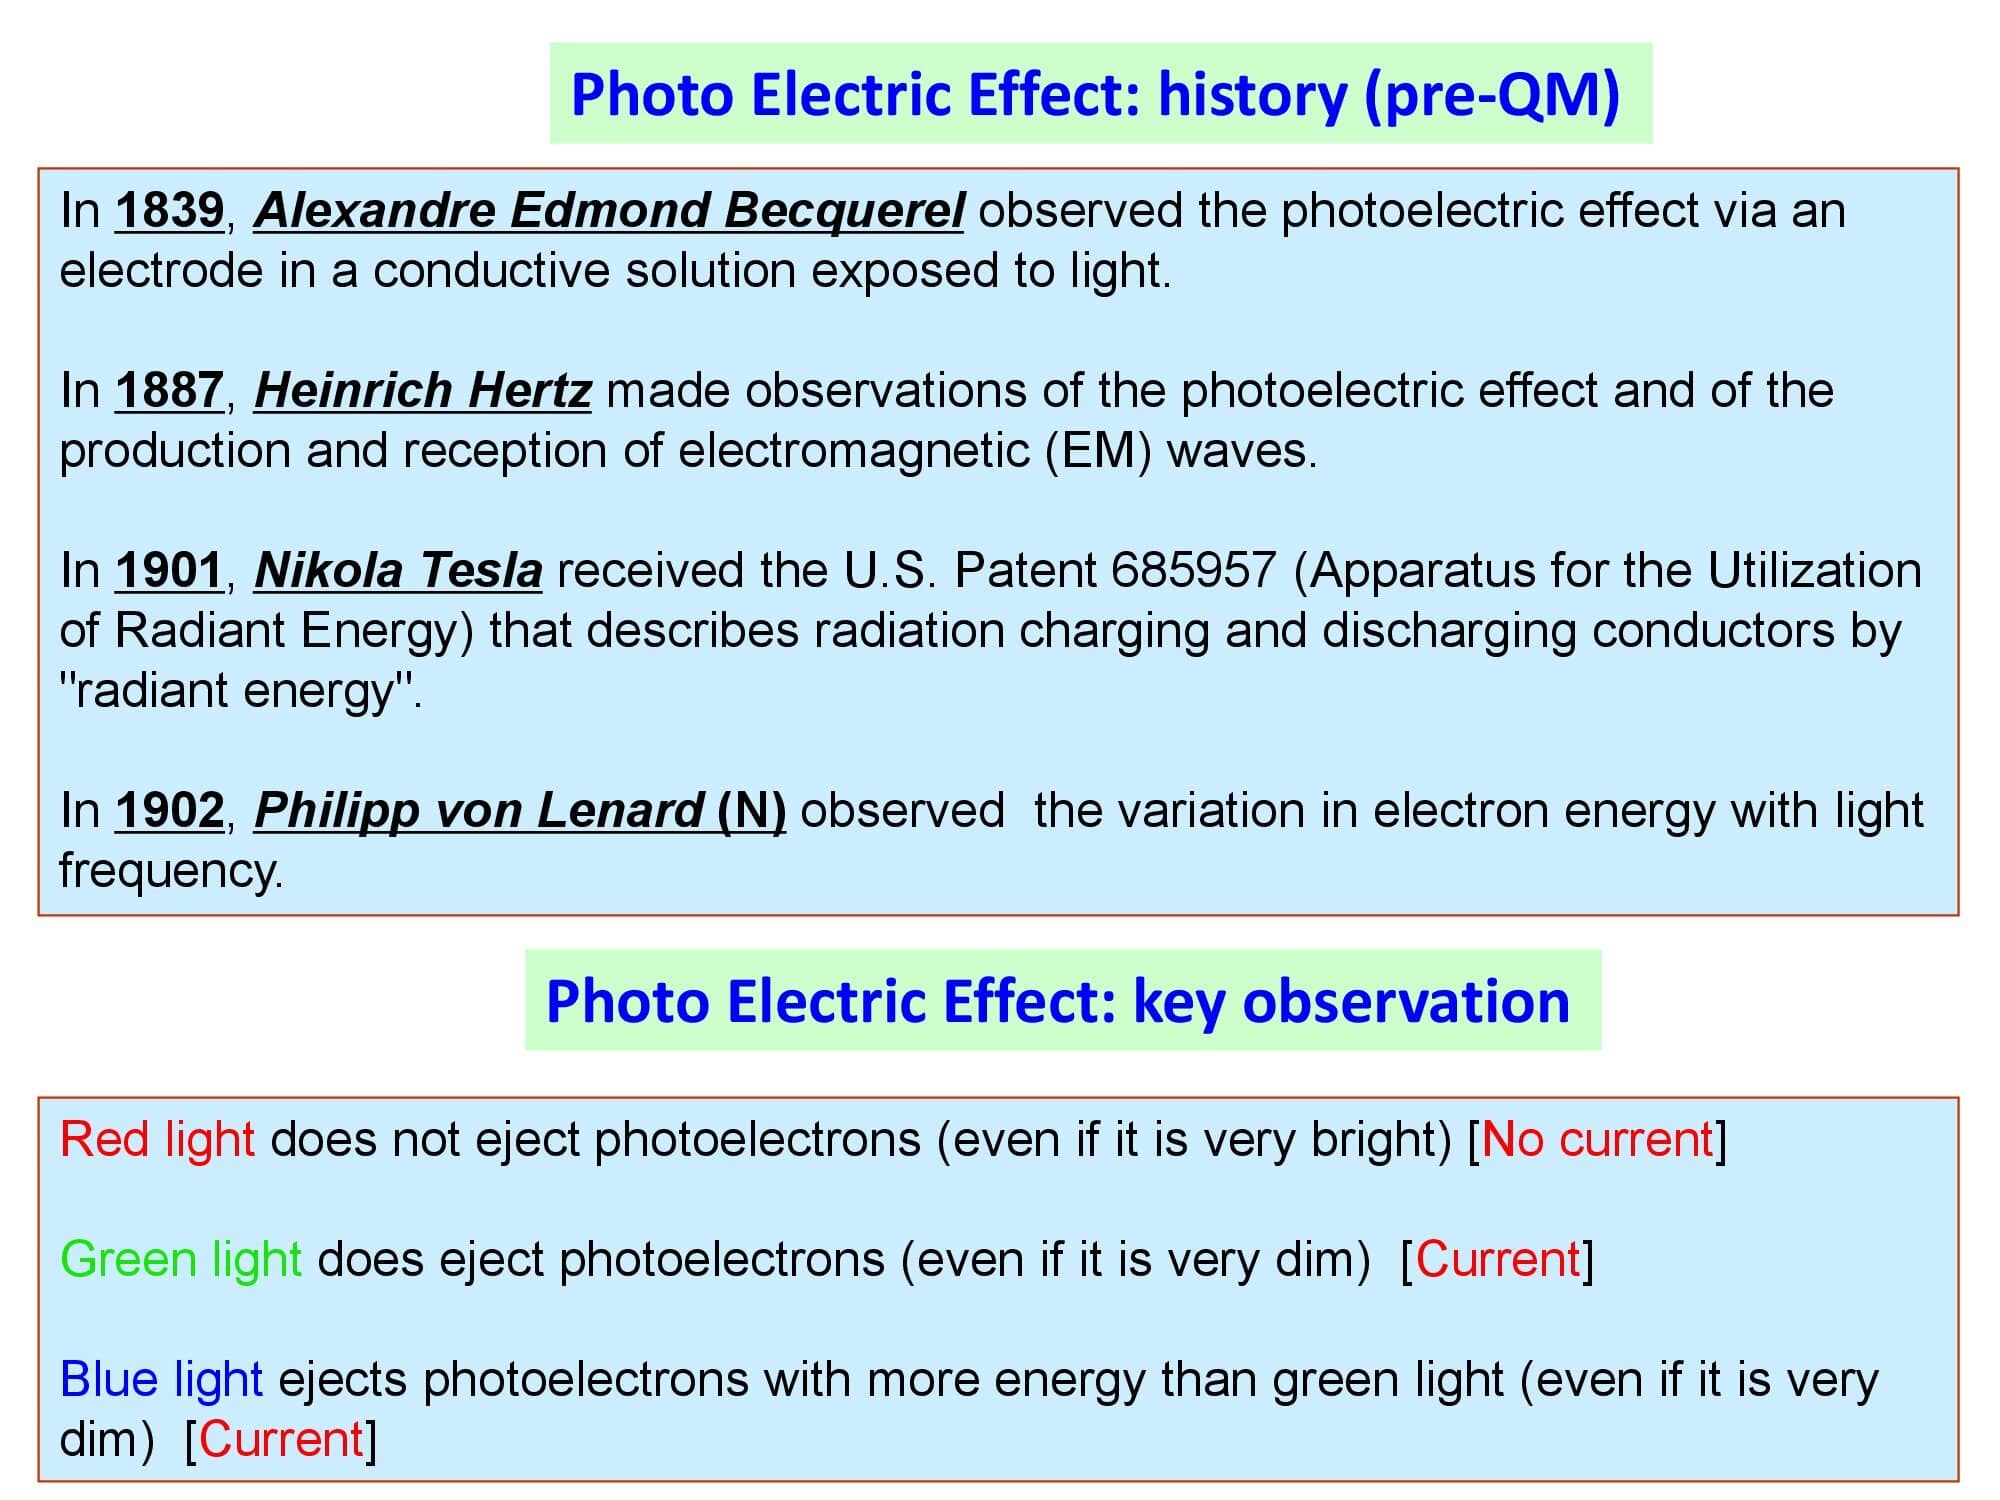 Photo Electric Effect: history (pre-QM)
In 1839, Alexandre Edmond Becquerel observed the photoelectric effect via an
electrode in a conductive solution exposed to light.
In 1887, Heinrich Hertz made observations of the photoelectric effect and of the
production and reception of electromagnetic (EM) waves.
In 1901, Nikola Tesla received the U.S. Patent 685957 (Apparatus for the Utilization
of Radiant Energy) that describes radiation charging and discharging conductors by
"radiant energy".
In 1902, Philipp von Lenard (N) observed  the variation in electron energy with light
frequency.
Photo Electric Effect: key observation
Red light does not eject photoelectrons (even if it is very bright) [No current]
Green light does eject photoelectrons (even if it is very dim)  [Current]
Blue light ejects photoelectrons with more energy than green light (even if it is very
dim)  [Current]